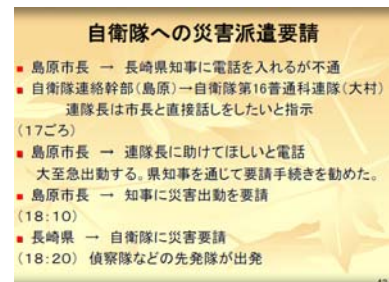 自衛隊への災害派遣要請
■ 島原市長 → 長崎県知事に電話を入れるが不通
■ 自衛隊連絡幹部(島原)→自衛隊第16普通科連隊(大村)
連隊長は市長と直接話しをしたいと指示
(17ごろ)
■ 島原市長 → 連隊長に助けてほしいと電話
大至急出動する。県知事を通じて要請手続きを勧めた。
■ 島原市長 → 知事に災害出動を要請
(18:10)
■ 長崎県 → 自衛隊に災害要請
(18:20) 偵察隊などの先発隊が出発